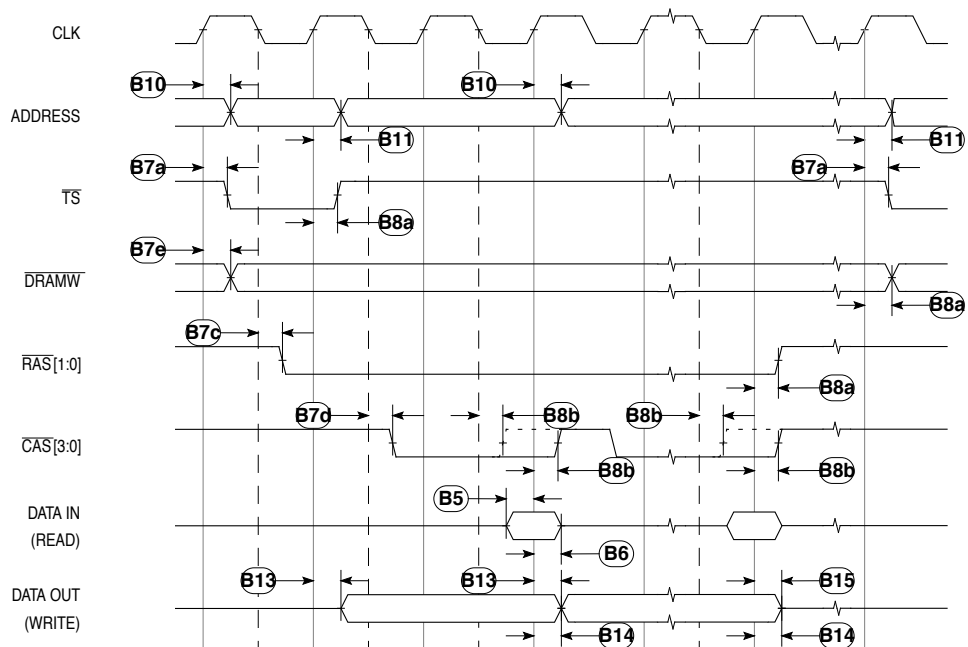 CLK
B10
B10
ADDRESS
B11
B11
B7a
B7a
TS
B8a
B7e
DRAMW
B8a
B7c
RAS[1:0]
B8a
B7d
B8b
B8b
CAS[3:0]
B8b
B8b
B5
DATA IN
(READ)
B6
B13
B13
B15
DATA OUT
(WRITE)
B14
B14